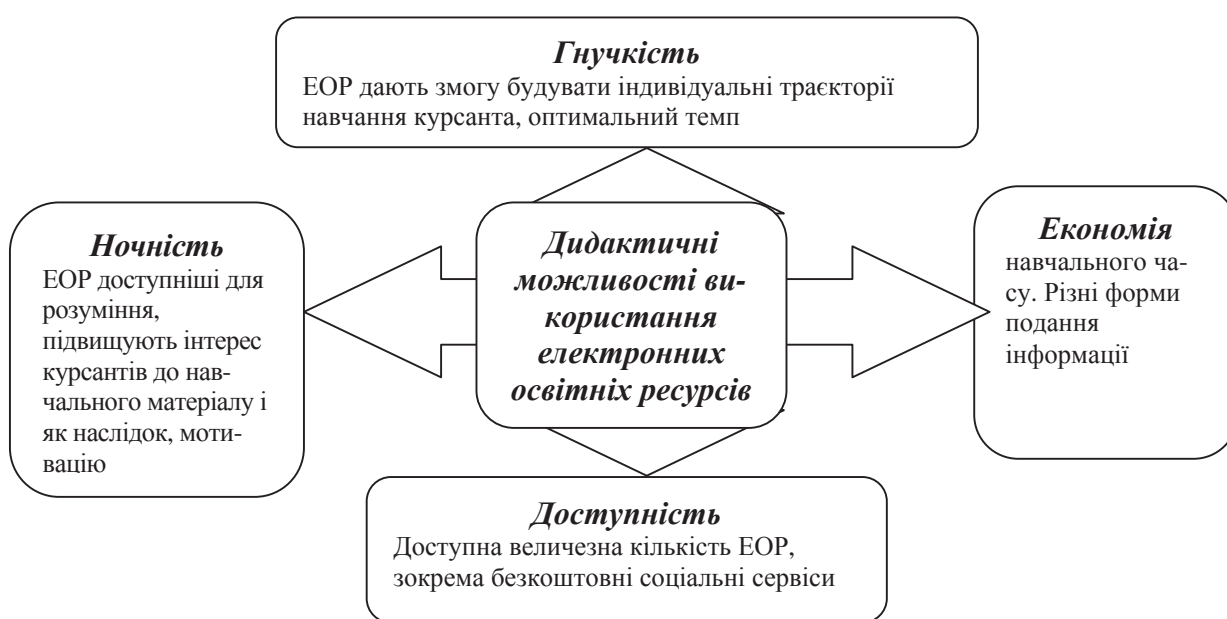 Гнучкість
ЕОР дають змогу будувати індивідуальні траєкторії
навчання курсанта, оптимальний темп
Ночність
ЕОР доступніші для
розуміння,
підвищують інтерес
курсантів до нав-
чального матеріалу і
як наслідок, моти-
вацію
Дидактичні
можливості ви-
користання
електронних
освітніх ресурсів
Економія
навчального ча-
су. Різні форми
подання
інформації
Доступність
Доступна величезна кількість ЕОР,
зокрема безкоштовні соціальні сервіси